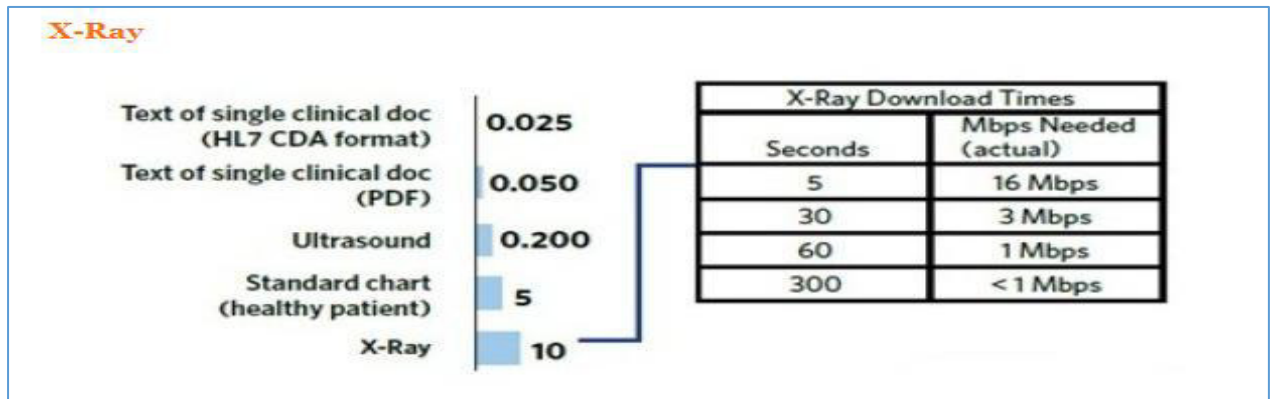 X-Ray
Text of single clinical doc
(HL7 CDA format)
0.025
Text of single clinical doc
(PDF)
0.050
Ultrasound
0.200
Standard chart
(healthy patient)
5
X-Ray
10
X-Ray Download Times
Seconds
Mbps Needed
(actual)
5
16 Mbps
30
3 Mbps
60
1 Mbps
300
<1 Mbps